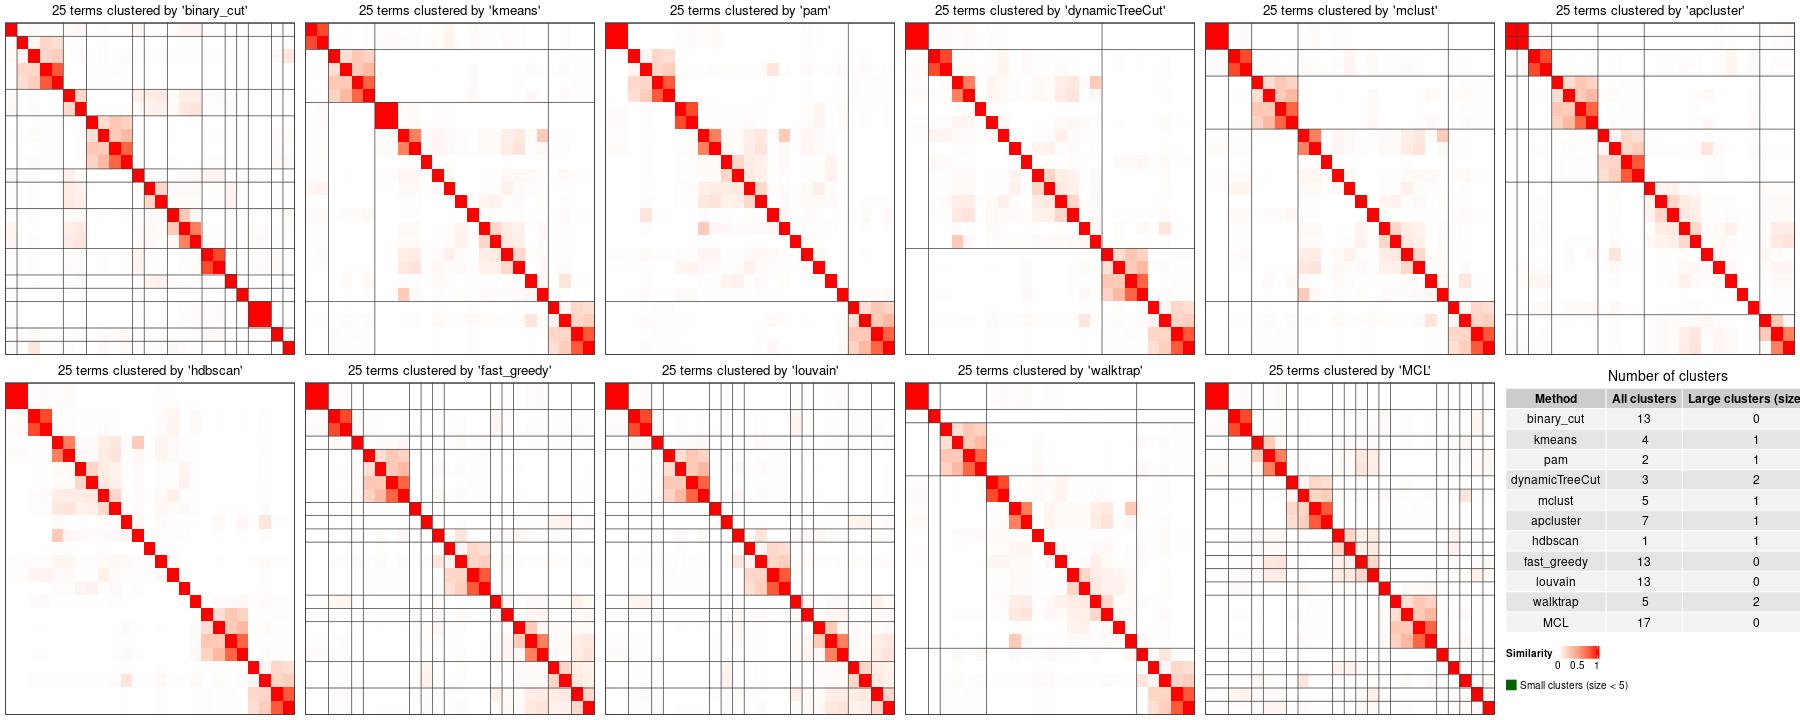 25 terms clustered by 'binary_cut'
25 terms clustered by 'kmeans'
25 terms clustered by 'pam'
25 terms clustered by 'dynamicTreeCut'
25 terms clustered by 'mclust'
25 terms clustered by 'apcluster'
25 terms clustered by 'hdbscan'
25 terms clustered by 'fast_greedy'
25 terms clustered by 'louvain'
25 terms clustered by 'walktrap'
25 terms clustered by 'MCL'
Number of clusters
Method All clusters Large clusters (size
binary_cut 13 0
kmeans 4 1
pam 2 1
dynamicTreeCut 3 2
mclust 5 1
apcluster 7 1
hdbscan 1 1
fast_greedy 13 0
louvain 13 0
walktrap 5 2
MCL 17 0
Similarity
0 0.5 1
Small clusters (size < 5)